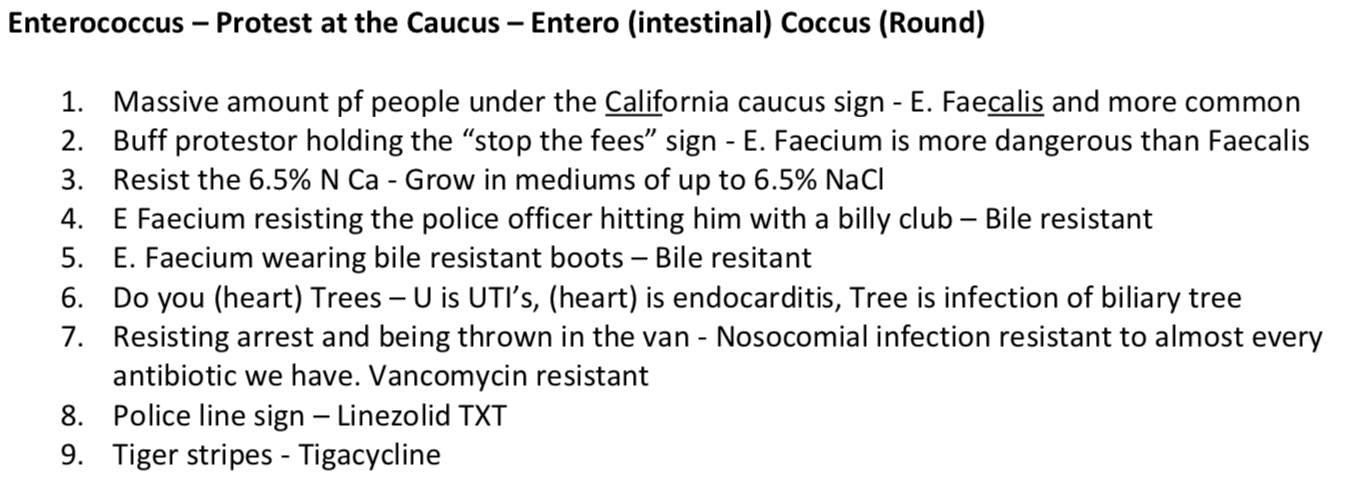 Enterococcus – Protest at the Caucus – Entero (intestinal) Coccus (Round)
1. Massive amount pf people under the California caucus sign - E. Faecalis and more common
2. Buff protestor holding the “stop the fees” sign - E. Faecium is more dangerous than Faecalis
3. Resist the 6.5% N Ca - Grow in mediums of up to 6.5% NaCl
4. E Faecium resisting the police officer hitting him with a billy club – Bile resistant
5. E. Faecium wearing bile resistant boots – Bile resitant
6. Do you (heart) Trees – U is UTI’s, (heart) is endocarditis, Tree is infection of biliary tree
7. Resisting arrest and being thrown in the van - Nosocomial infection resistant to almost every
antibiotic we have. Vancomycin resistant
8. Police line sign – Linezolid TXT
9. Tiger stripes - Tigacycline